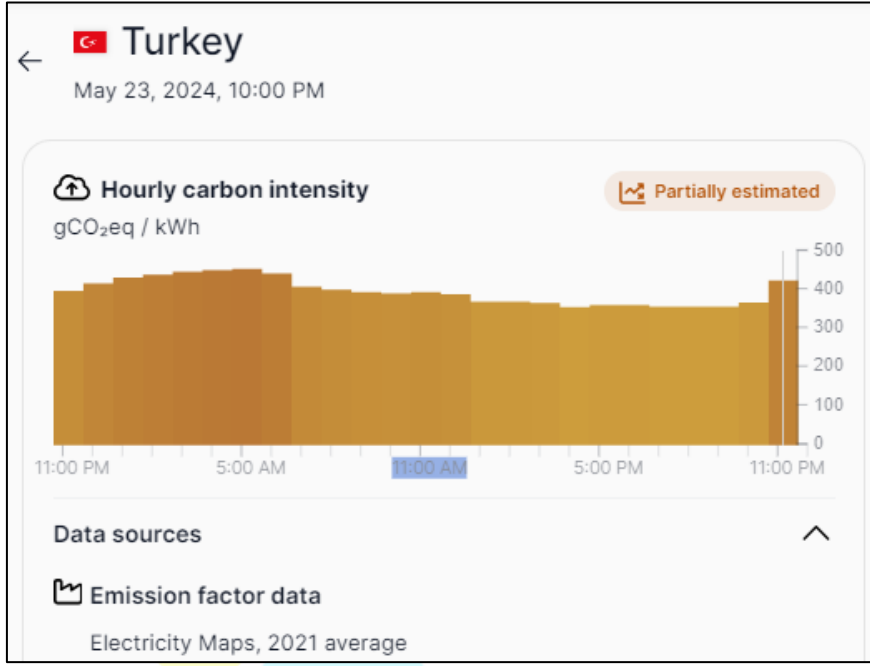 Turkey
May 23, 2024, 10:00 PM
Hourly carbon intensity
Partially estimated
gCO₂eq / kWh
500
400
300
200
100
0
11:00 PM 5:00 AM 11:00 AM 5:00 PM 11:00 PM
Data sources
Emission factor data
Electricity Maps, 2021 average